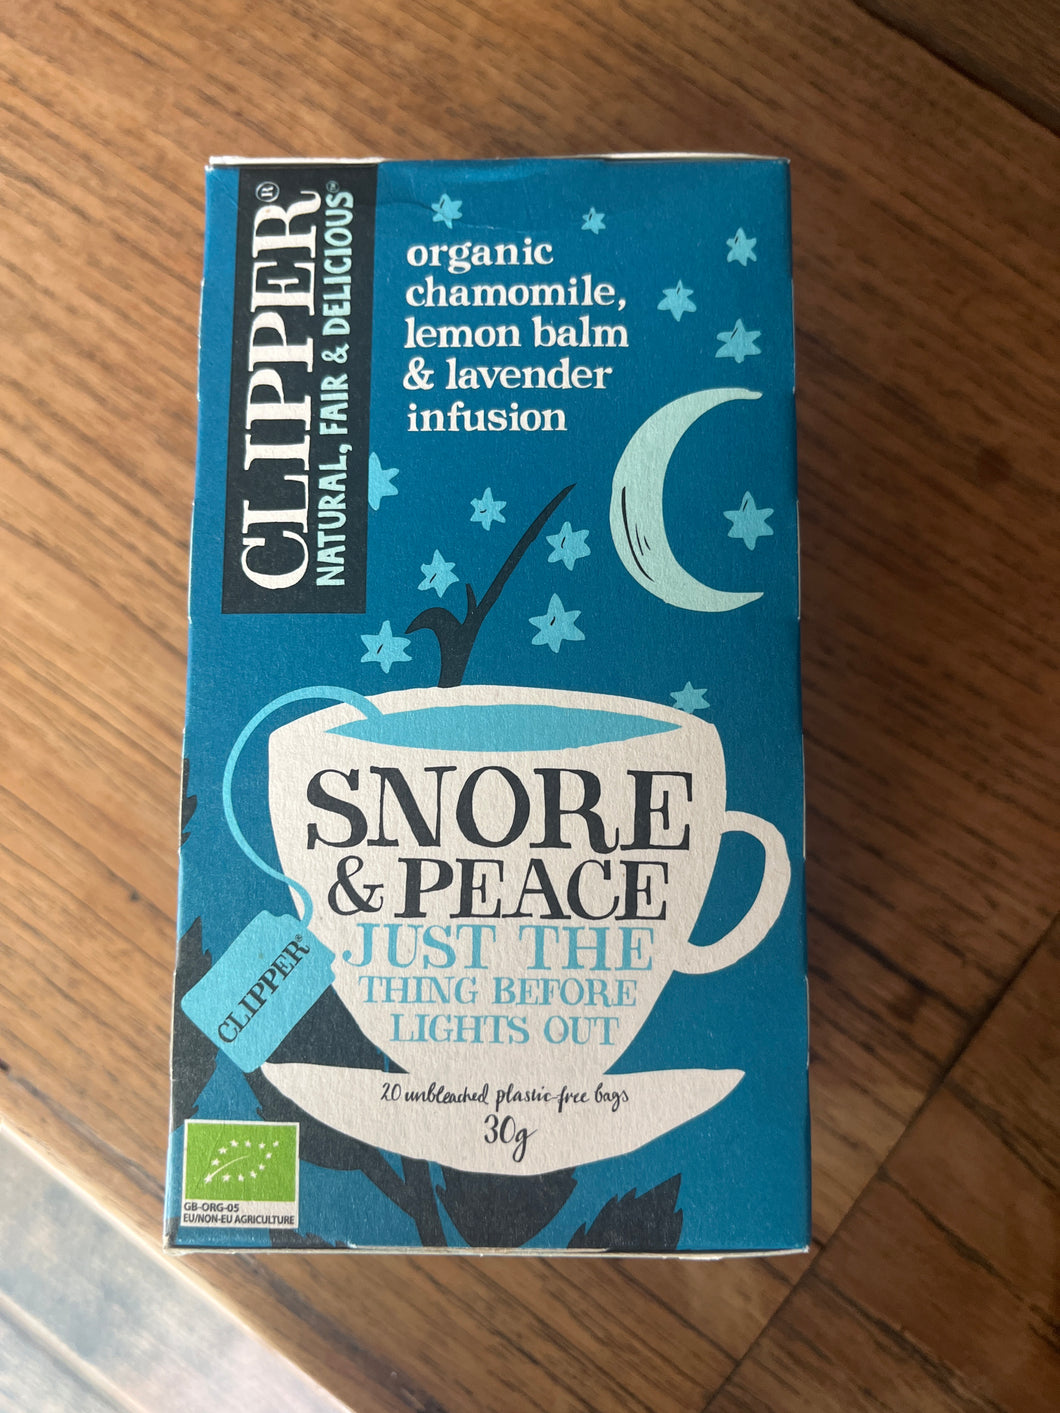 CLIPPER®
NATURAL, FAIR & DELICIOUS™
organic
chamomile,
lemon balm
& lavender
infusion
SNORE
& PEACE
JUST THE
THING BEFORE
LIGHTS OUT
CLIPPER®
20 unbleached plastic-free bags
30g
GB-ORG-05
EU/NON-EU AGRICULTURE